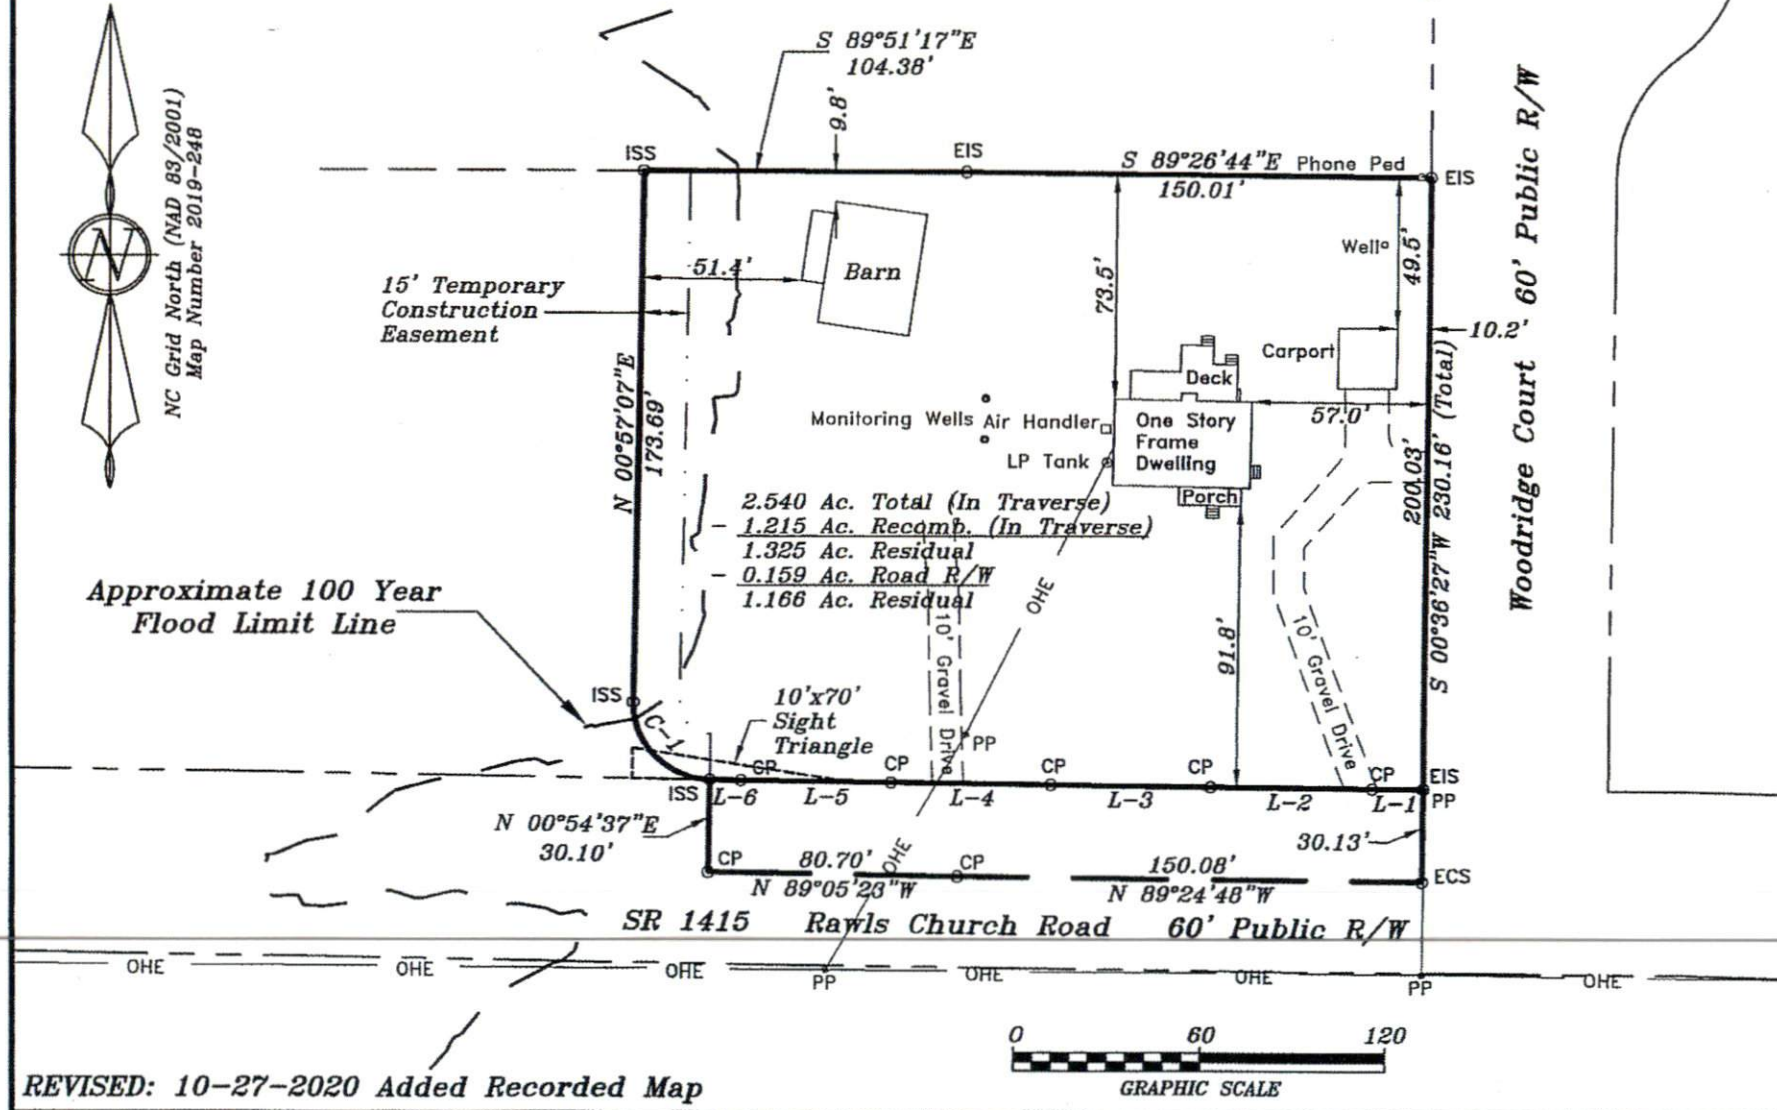 S 89°51'17"E
104.38'
9.8'
NC Grid North (NAD 83/2001)
Map Number 2019-248
N
ISS
EIS
S 89°26'44"E
150.01'
Phone Ped
EIS
Woodridge Court 60' Public R/W
Well
49.5'
51.4'
Barn
73.5'
15' Temporary
Construction
Easement
10.2'
Carport
Deck
57.0'
N 00°57'07"E
173.69'
Monitoring Wells
Air Handler
LP Tank
One Story
Frame
Dwelling
Porch
200.03'
S 00°36'27"W 230.16' (Total)
2.540 Ac. Total (In Traverse)
- 1.215 Ac. Recomb. (In Traverse)
1.325 Ac. Residual
- 0.159 Ac. Road R/W
1.166 Ac. Residual
OHE
Approximate 100 Year
Flood Limit Line
10' Gravel Drive
91.8'
10' Gravel Drive
ISS
C-1
10'x70'
Sight
Triangle
PP
CP
CP
CP
CP
CP
EIS
ISS
L-6
L-5
L-4
L-3
L-2
L-1
PP
N 00°54'37"E
30.10'
30.13'
CP
80.70'
OHE
CP
150.08'
ECS
N 89°05'23"W
N 89°24'48"W
SR 1415 Rawls Church Road 60' Public R/W
OHE
OHE
OHE
PP
OHE
OHE
PP
OHE
0 60 120
GRAPHIC SCALE
REVISED: 10-27-2020 Added Recorded Map